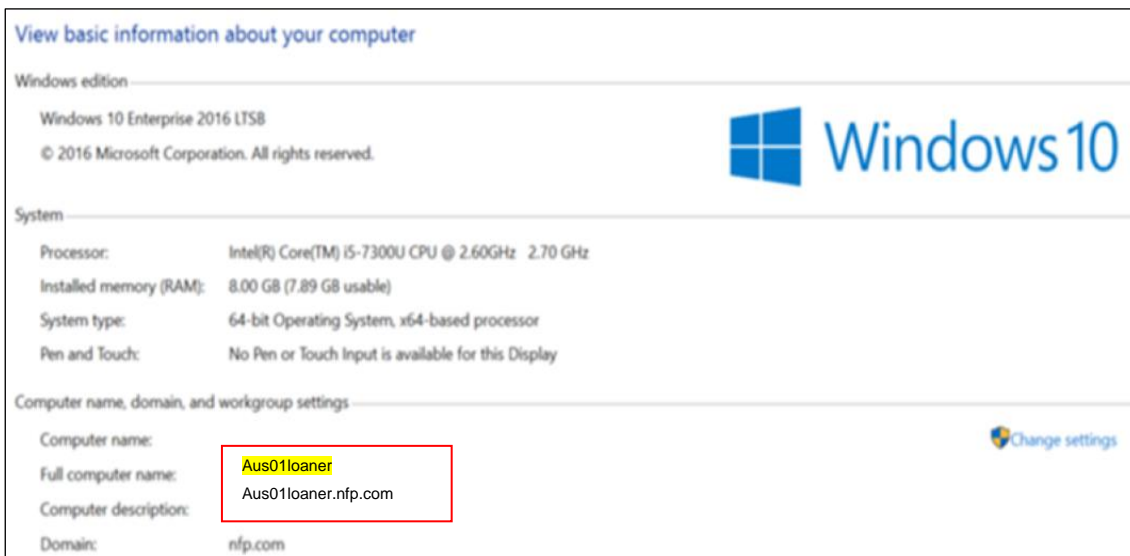 View basic information about your computer
Windows edition
Windows 10 Enterprise 2016 LTSB
© 2016 Microsoft Corporation. All rights reserved.
Windows 10
System
Processor: Intel(R) Core(TM) i5-7300U CPU @ 2.60GHz 2.70 GHz
Installed memory (RAM): 8.00 GB (7.89 GB usable)
System type: 64-bit Operating System, x64-based processor
Pen and Touch: No Pen or Touch Input is available for this Display
Computer name, domain, and workgroup settings
Computer name: Aus01loaner
Change settings
Full computer name: Aus01loaner.nfp.com
Computer description:
Domain: nfp.com